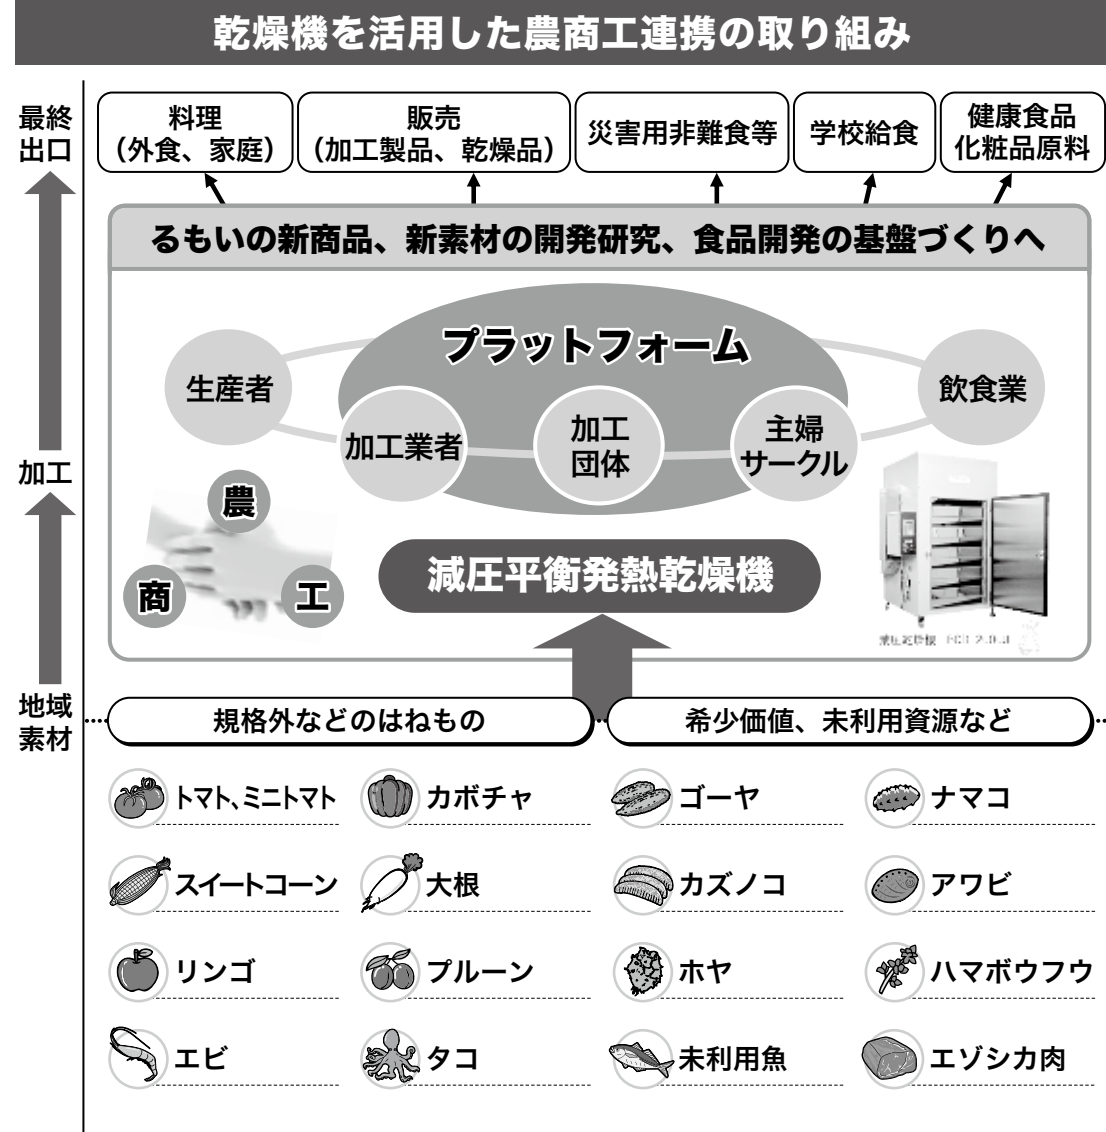 乾燥機を活用した農商工連携の取り組み
最終
出口
料理
（外食、家庭）
販売
（加工製品、乾燥品）
災害用非難食等
学校給食
健康食品
化粧品原料
るもいの新商品、新素材の開発研究、食品開発の基盤づくりへ
プラットフォーム
生産者
加工業者
加工
団体
主婦
サークル
飲食業
加工
農
商
工
減圧平衡発熱乾燥機
地域
素材
規格外などのはねもの
希少価値、未利用資源など
トマト、ミニトマト
カボチャ
ゴーヤ
ナマコ
スイートコーン
大根
カズノコ
アワビ
リンゴ
プルーン
ホヤ
ハマボウフウ
エビ
タコ
未利用魚
エゾシカ肉